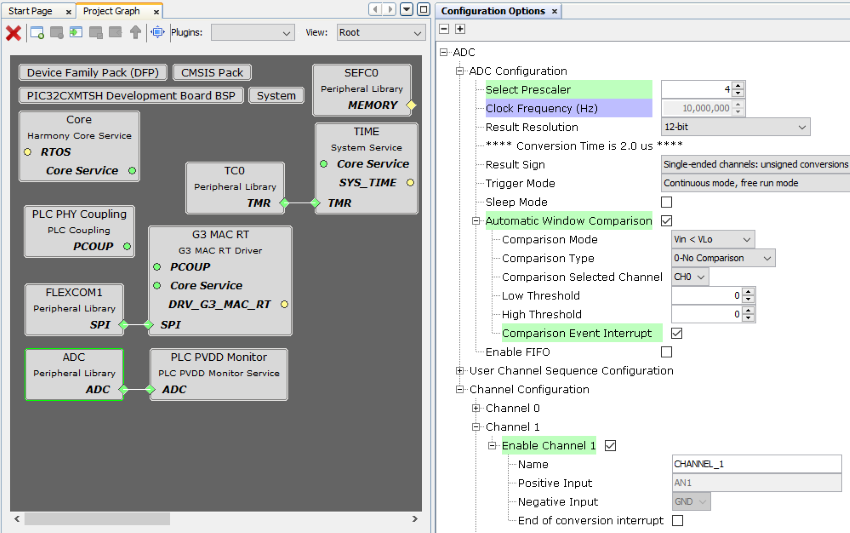 Start Page
Project Graph
Plugins:
View:
Root
Device Family Pack (DFP)
CMSIS Pack
PIC32CXMTSH Development Board BSP
System
SEFC0
Peripheral Library
MEMORY
Core
Harmony Core Service
RTOS
Core Service
TIME
System Service
Core Service
SYS_TIME
TMR
TC0
Peripheral Library
TMR
PLC PHY Coupling
PLC Coupling
PCOUP
G3 MAC RT
G3 MAC RT Driver
PCOUP
Core Service
DRV_G3_MAC_RT
SPI
FLEXCOM1
Peripheral Library
SPI
ADC
Peripheral Library
ADC
PLC PVDD Monitor
PLC PVDD Monitor Service
ADC
Configuration Options
ADC
ADC Configuration
Select Prescaler 4
Clock Frequency (Hz) 10,000,000
Result Resolution 12-bit
**** Conversion Time is 2.0 us ****
Result Sign Single-ended channels: unsigned conversions
Trigger Mode Continuous mode, free run mode
Sleep Mode
Automatic Window Comparison
Comparison Mode Vin < VLo
Comparison Type 0-No Comparison
Comparison Selected Channel CH0
Low Threshold 0
High Threshold 0
Comparison Event Interrupt
Enable FIFO
User Channel Sequence Configuration
Channel Configuration
Channel 0
Channel 1
Enable Channel 1
Name CHANNEL_1
Positive Input AN1
Negative Input GND
End of conversion interrupt